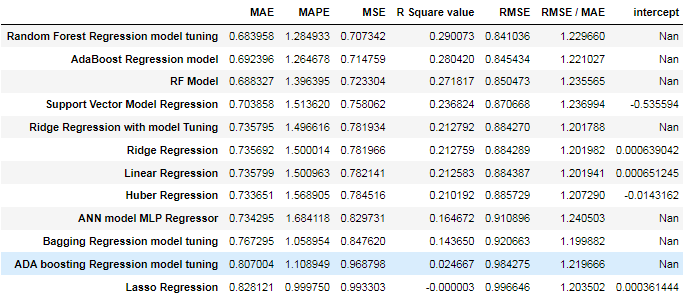 MAE MAPE MSE R Square value RMSE RMSE / MAE intercept
Random Forest Regression model tuning 0.683958 1.284933 0.707342 0.290073 0.841036 1.229660 Nan
AdaBoost Regression model 0.692396 1.264678 0.714759 0.280420 0.845434 1.221027 Nan
RF Model 0.688327 1.396395 0.723304 0.271817 0.850473 1.235565 Nan
Support Vector Model Regression 0.703858 1.513620 0.758062 0.236824 0.870668 1.236994 -0.535594
Ridge Regression with model Tuning 0.735795 1.496616 0.781934 0.212792 0.884270 1.201788 Nan
Ridge Regression 0.735692 1.500014 0.781966 0.212759 0.884289 1.201982 0.000639042
Linear Regression 0.735799 1.500963 0.782141 0.212583 0.884387 1.201941 0.000651245
Huber Regression 0.733651 1.568905 0.784516 0.210192 0.885729 1.207290 -0.0143162
ANN model MLP Regressor 0.734295 1.684118 0.829731 0.164672 0.910896 1.240503 Nan
Bagging Regression model tuning 0.767295 1.058954 0.847620 0.143650 0.920663 1.199882 Nan
ADA boosting Regression model tuning 0.807004 1.108949 0.968798 0.024667 0.984275 1.219666 Nan
Lasso Regression 0.828121 0.999750 0.993303 -0.000003 0.996646 1.203502 0.000361444